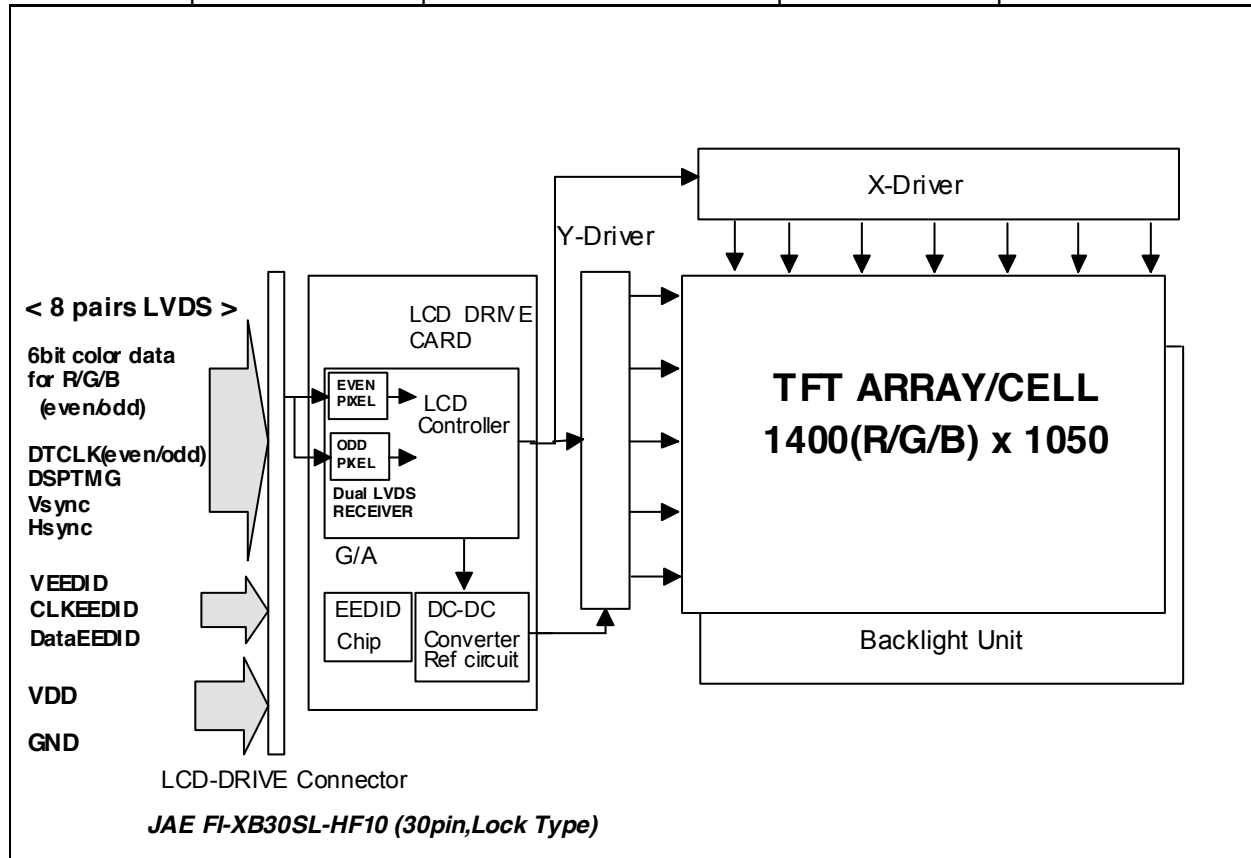 X-Driver
Y-Driver
< 8 pairs LVDS >
6bit color data
for R/G/B
(even/odd)
DTCLK(even/odd)
DSPTMG
Vsync
Hsync
VEEDID
CLKEEDID
DataEEDID
VDD
GND
LCD DRIVE
CARD
EVEN
PIXEL
LCD
Controller
ODD
PIXEL
Dual LVDS
RECEIVER
G/A
EEDID
Chip
DC-DC
Converter
Ref circuit
TFT ARRAY/CELL
1400(R/G/B) x 1050
Backlight Unit
LCD-DRIVE Connector
JAE FI-XB30SL-HF10 (30pin,Lock Type)